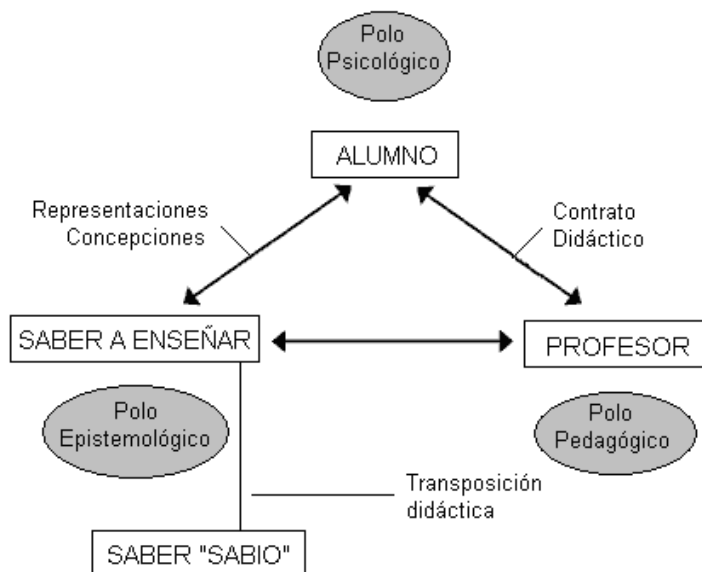 Polo
Psicológico
ALUMNO
Representaciones
Concepciones
Contrato
Didáctico
SABER A ENSEÑAR
PROFESOR
Polo
Epistemológico
Polo
Pedagógico
Transposición
didáctica
SABER "SABIO"